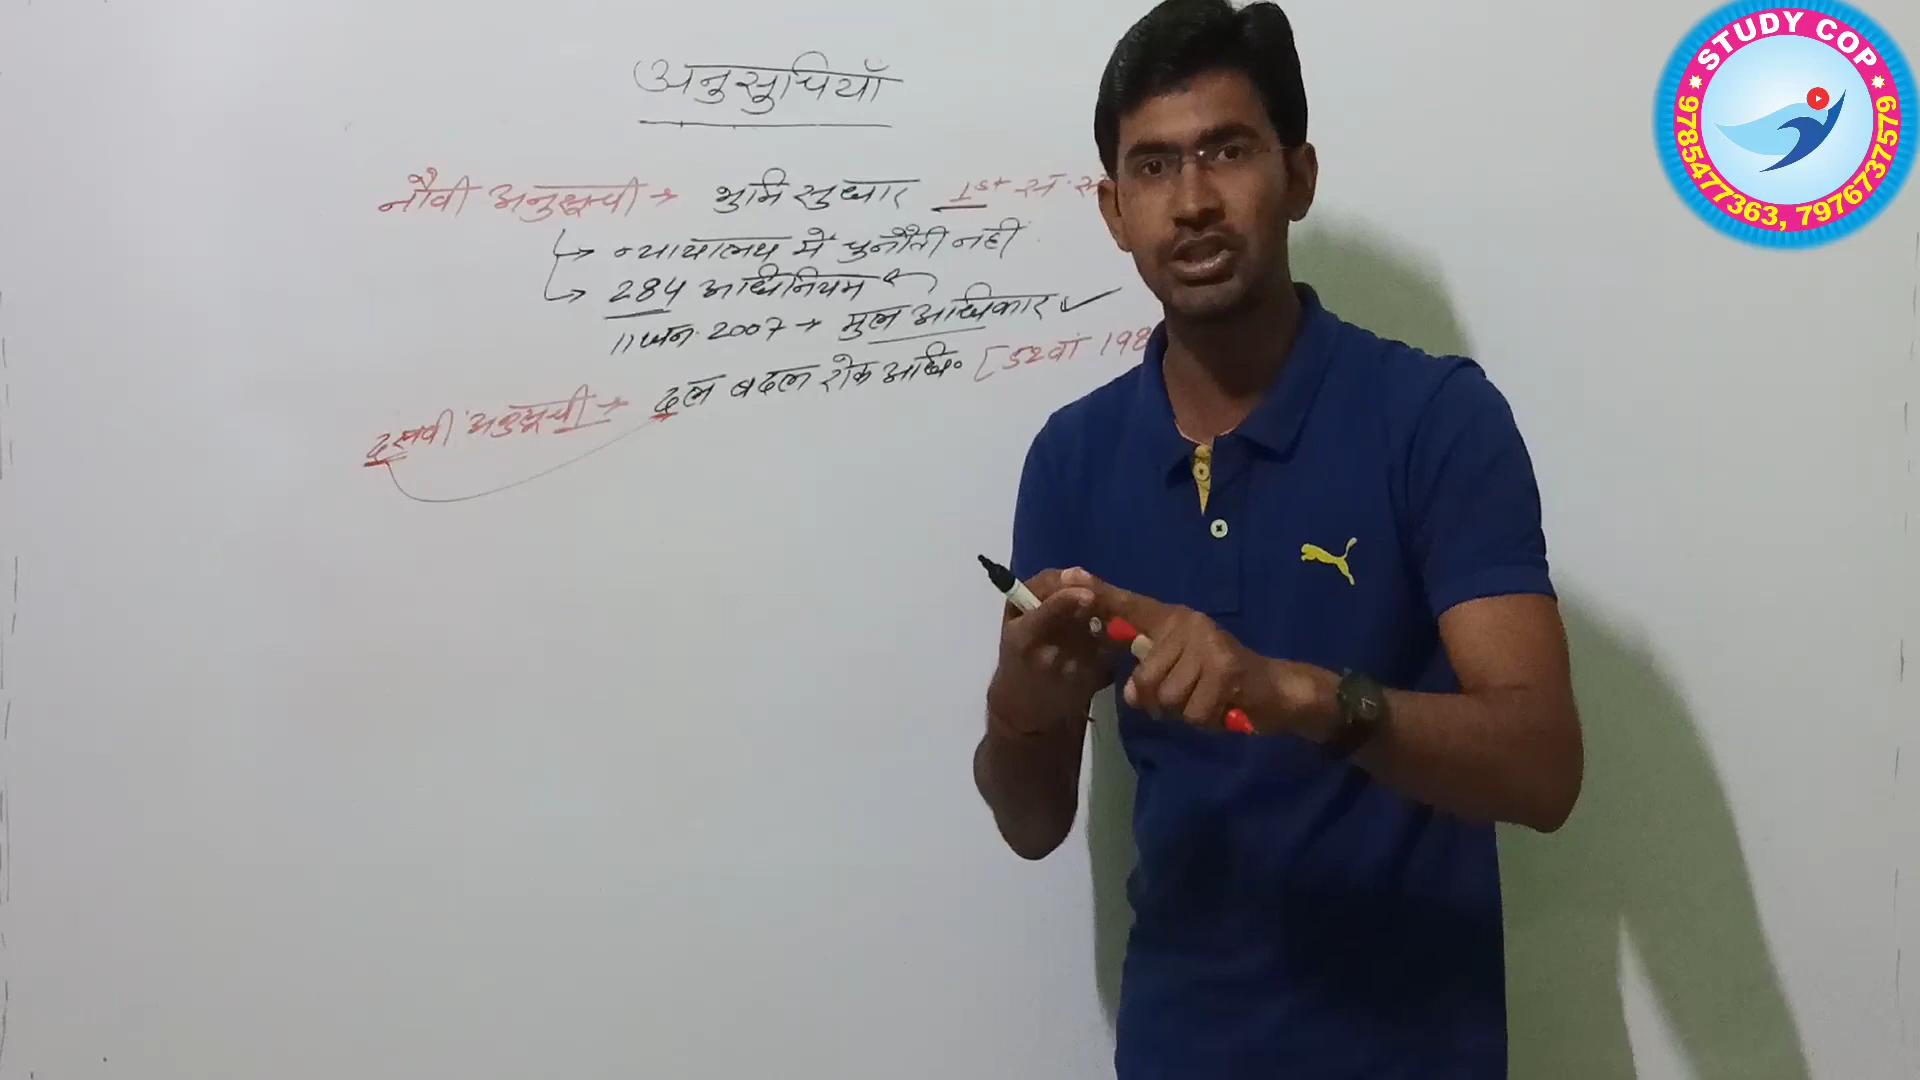 अनुसुचियाँ
नौवी अनुसूची → भुमि सुधार 1st स. स
↳ न्यायालय में चुनौती नही
↳ 284 अधिनियम
11 जन. 2007 → मुल अधिकार ✓
दसवी अनुसूची → दल बदल रोक अधि० [52वां 198
STUDY COP
9785477363, 7976737579